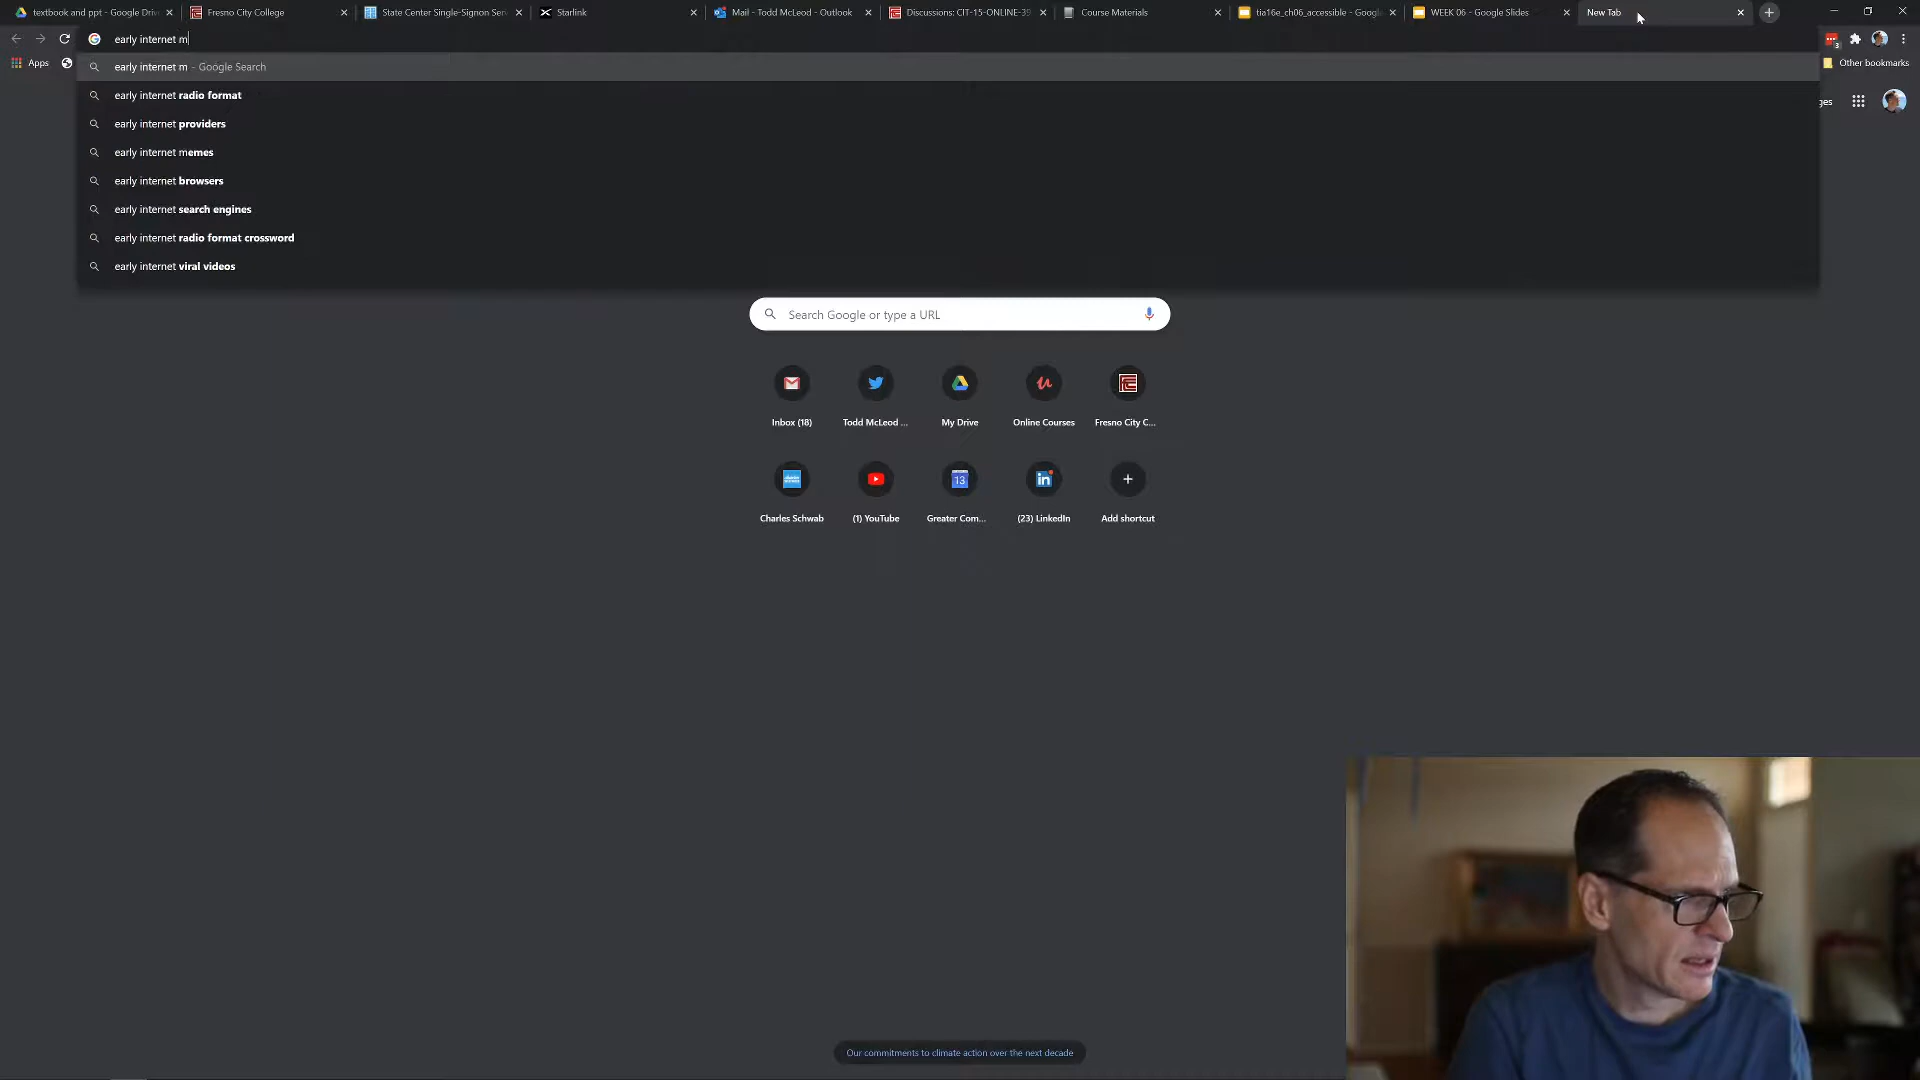 textbook and ppt - Google Driv
Fresno City College
State Center Single-Signon Ser
Starlink
Mail - Todd McLeod - Outlook
Discussions: CIT-15-ONLINE-39
Course Materials
tia16e_ch06_accessible - Googl
WEEK 06 - Google Slides
New Tab
early internet m
3
Apps
early internet m - Google Search
Other bookmarks
early internet radio format
ges
early internet providers
early internet memes
early internet browsers
early internet search engines
early internet radio format crossword
early internet viral videos
Search Google or type a URL
Inbox (18)
Todd McLeod ...
My Drive
Online Courses
Fresno City C...
13
Charles Schwab
(1) YouTube
Greater Com...
(23) LinkedIn
Add shortcut
Our commitments to climate action over the next decade